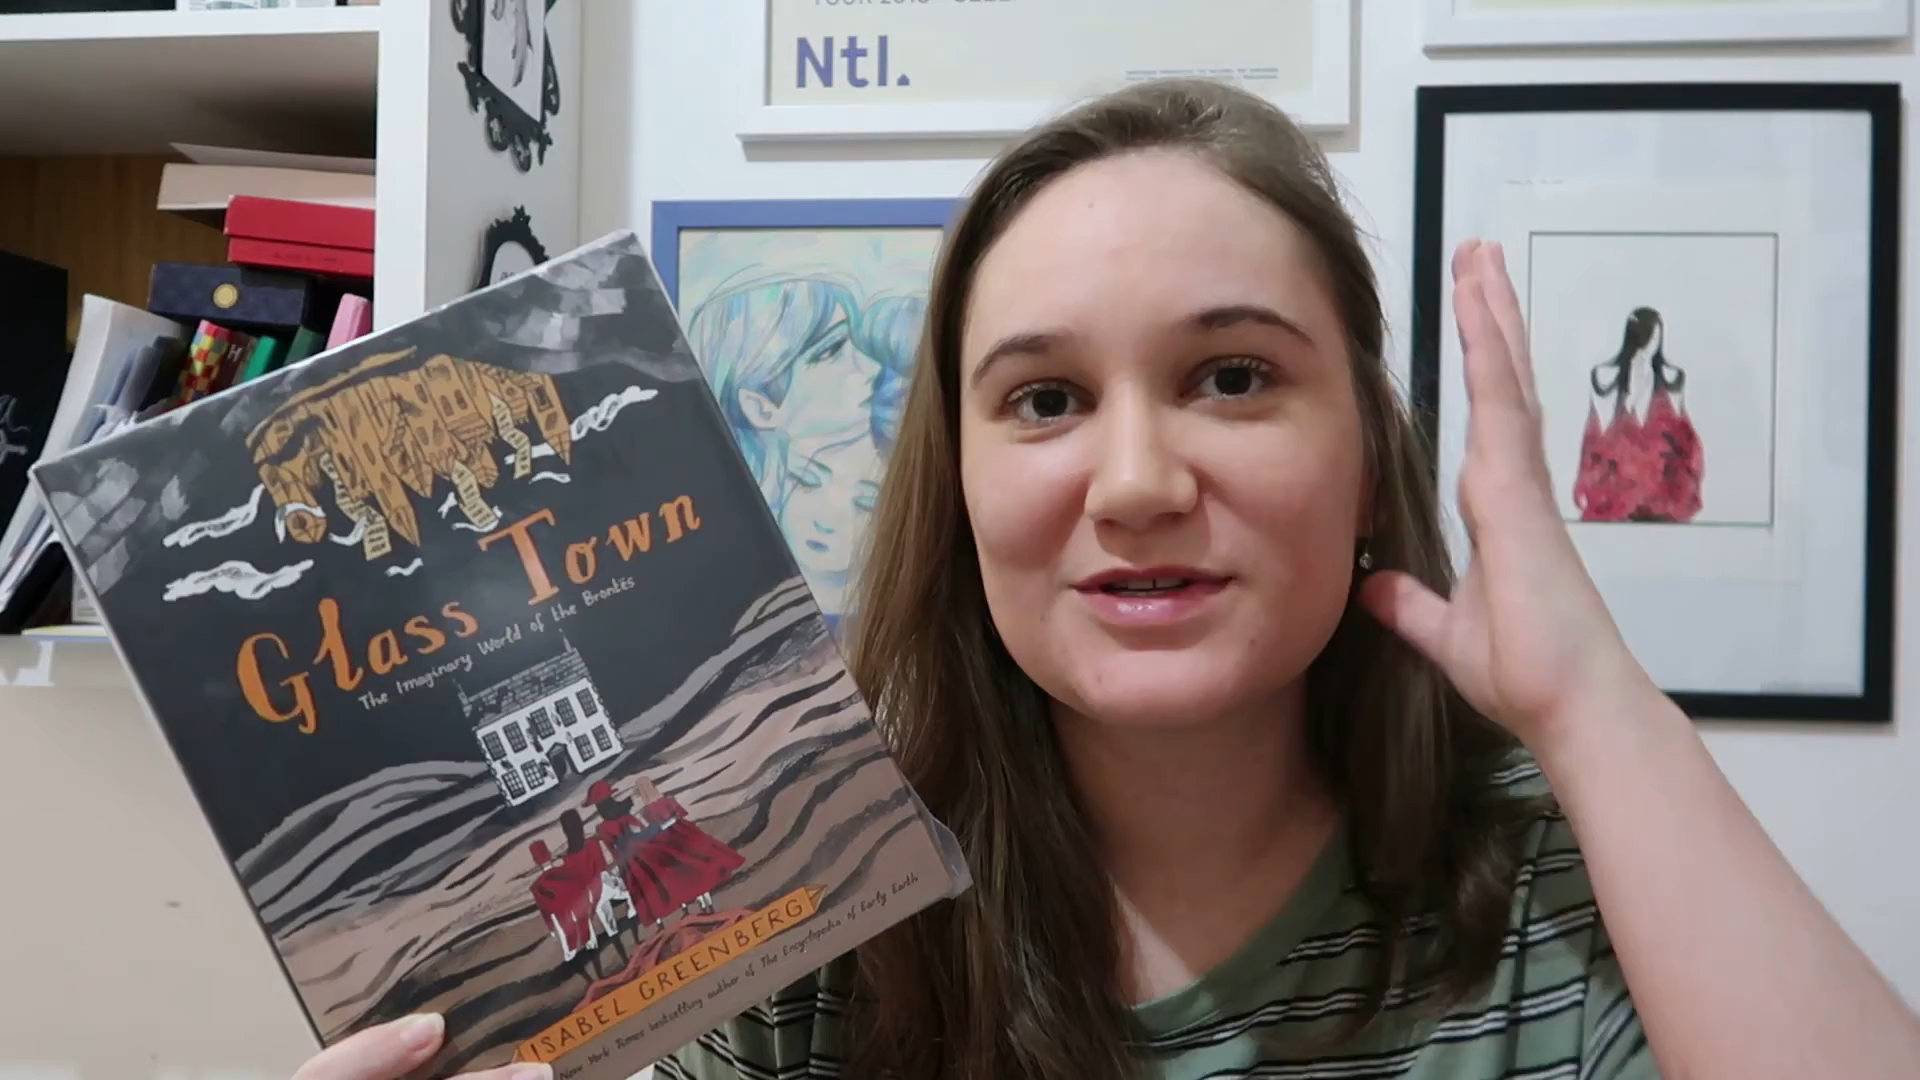 Ntl.
Glass Town
The Imaginary World of the Brontës
ISABEL GREENBERG
New York Times bestselling author of The Encyclopedia of Early Earth
H